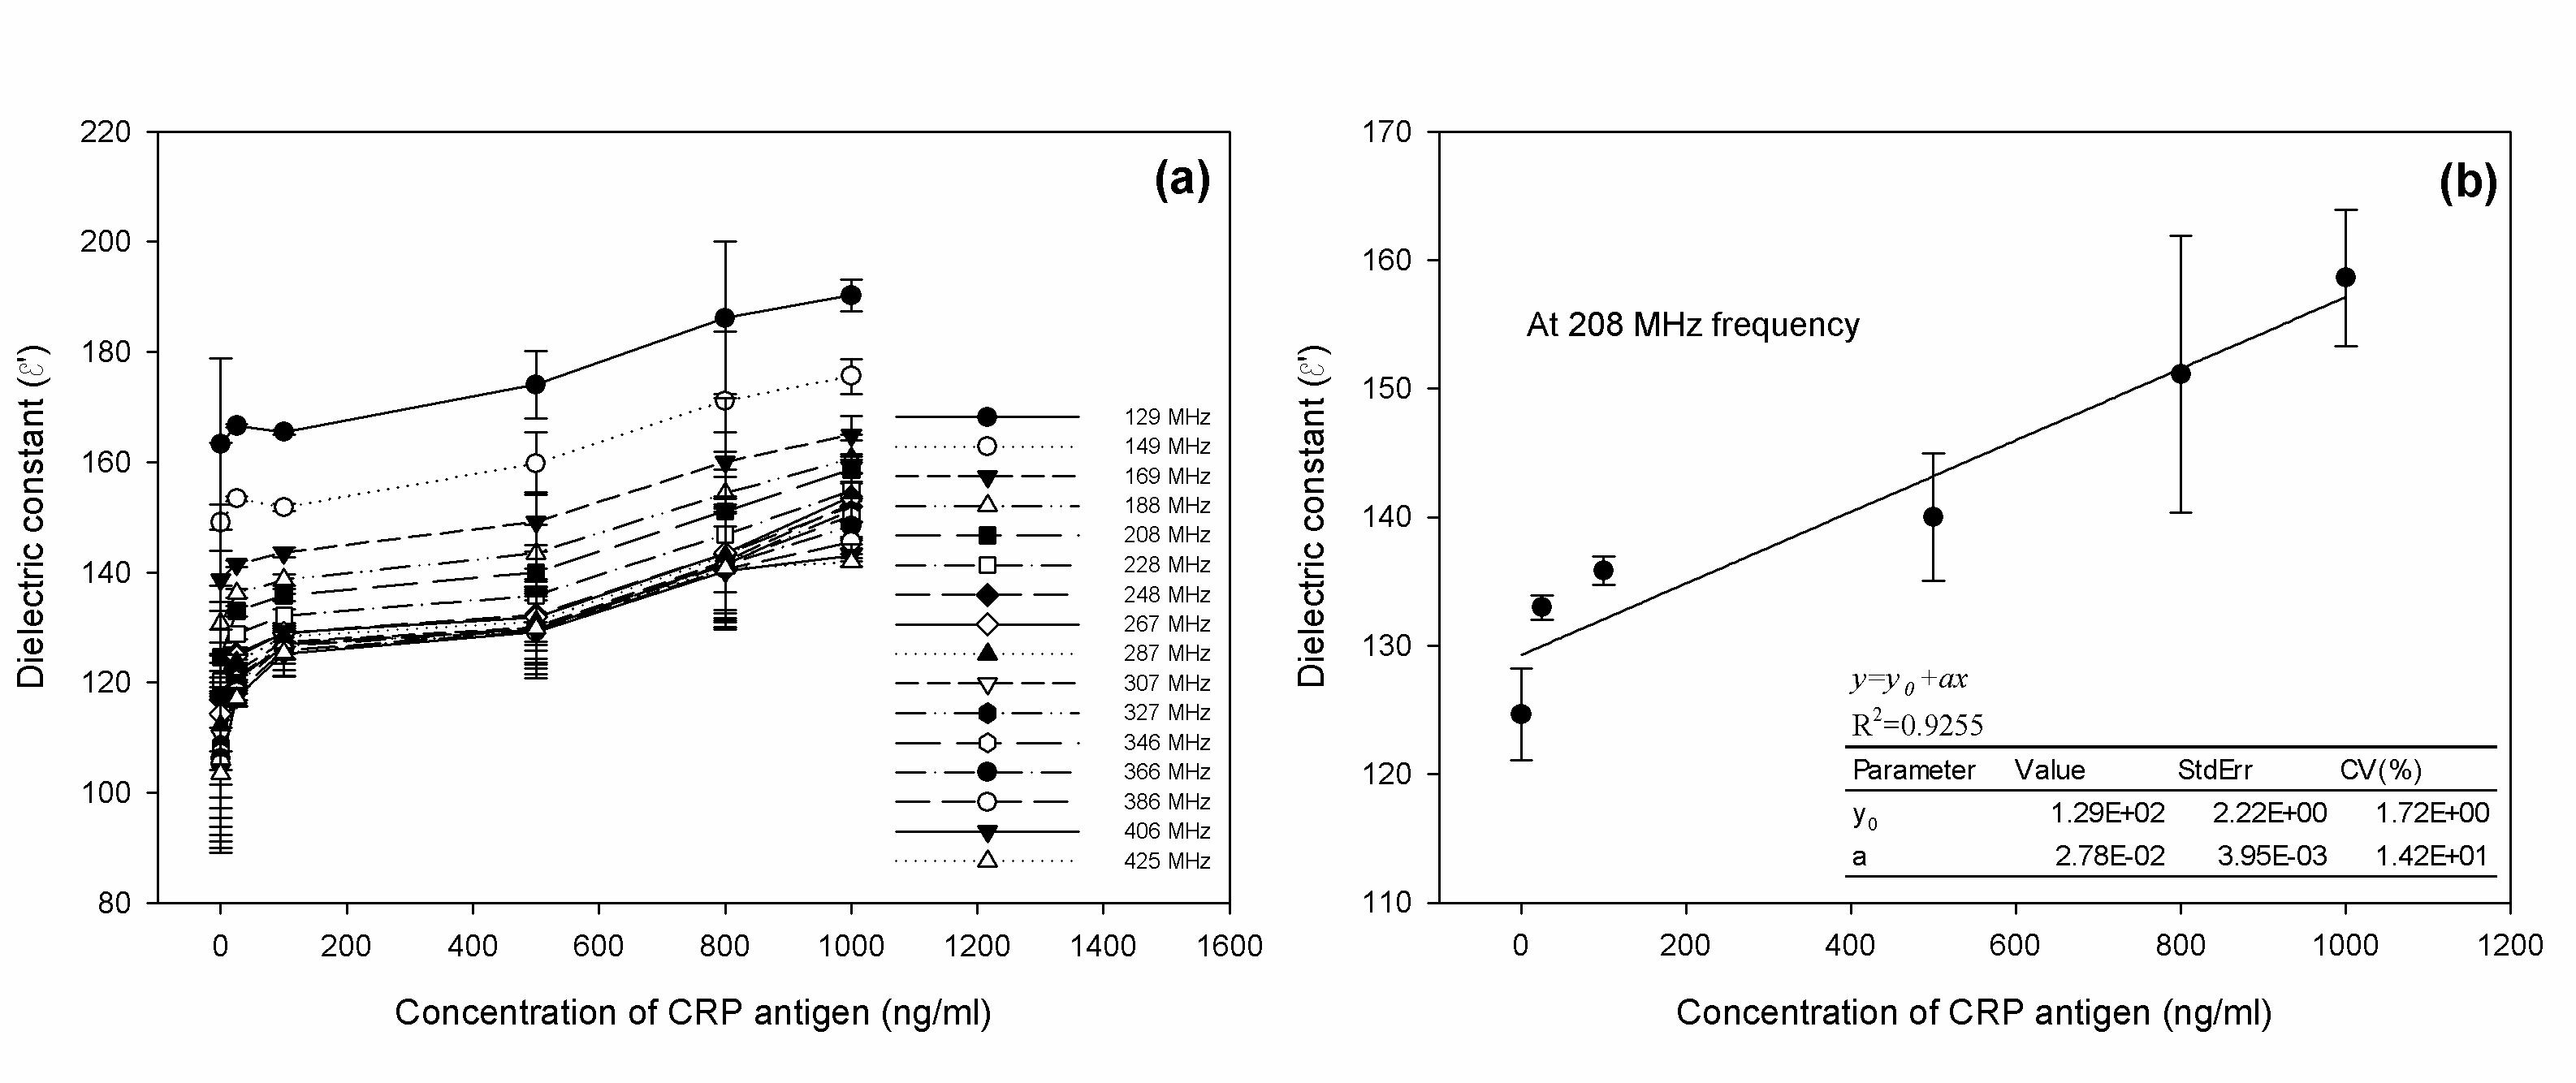 (a)
220
200
180
160
140
120
100
80
Dielectric constant (ε')
129 MHz
149 MHz
169 MHz
188 MHz
208 MHz
228 MHz
248 MHz
267 MHz
287 MHz
307 MHz
327 MHz
346 MHz
366 MHz
386 MHz
406 MHz
425 MHz
0 200 400 600 800 1000 1200 1400 1600
Concentration of CRP antigen (ng/ml)
(b)
170
160
150
140
130
120
110
Dielectric constant (ε')
At 208 MHz frequency
y=y₀+ax
R²=0.9255
Parameter Value StdErr CV(%)
y₀ 1.29E+02 2.22E+00 1.72E+00
a 2.78E-02 3.95E-03 1.42E+01
0 200 400 600 800 1000 1200
Concentration of CRP antigen (ng/ml)